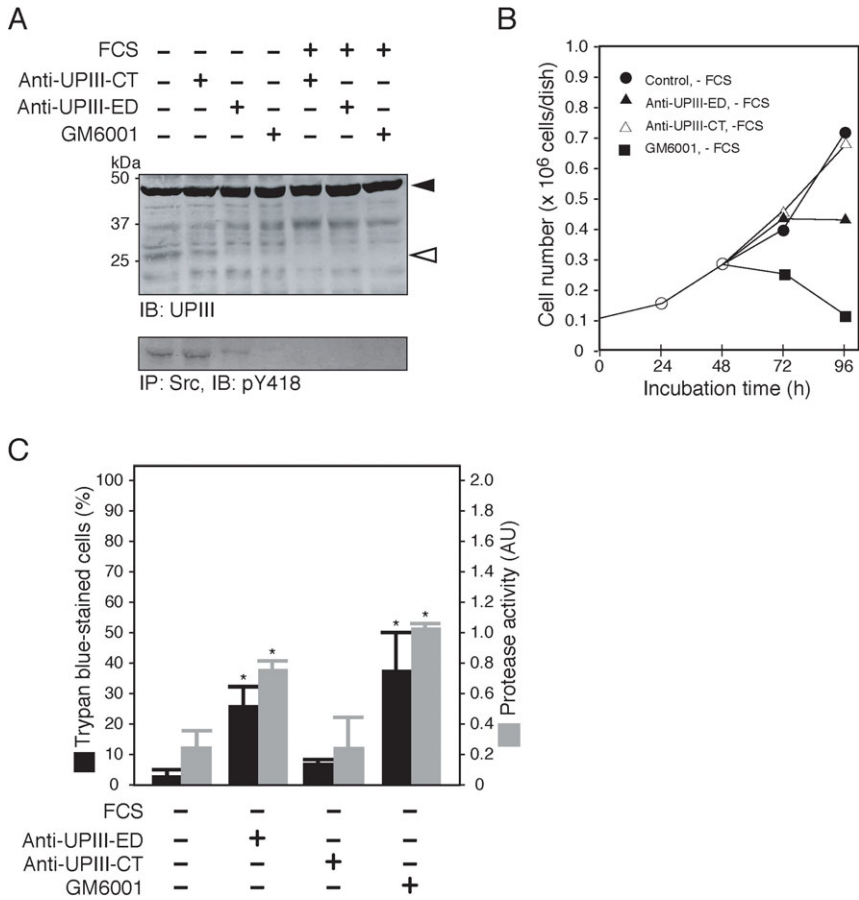 A
FCS – – – – + + +
Anti-UPIII-CT – + – – + – –
Anti-UPIII-ED – – + – – + –
GM6001 – – – + – – +
kDa
50
37
25
IB: UPIII
IP: Src, IB: pY418
B
Cell number (x 10⁶ cells/dish)
1.0
0.9
0.8
0.7
0.6
0.5
0.4
0.3
0.2
0.1
0
Control, - FCS
Anti-UPIII-ED, - FCS
Anti-UPIII-CT, -FCS
GM6001, - FCS
0 24 48 72 96
Incubation time (h)
C
Trypan blue-stained cells (%)
100
90
80
70
60
50
40
30
20
10
0
* * * *
2.0
1.8
1.6
1.4
1.2
1.0
0.8
0.6
0.4
0.2
0
Protease activity (AU)
FCS – – – –
Anti-UPIII-ED – + – –
Anti-UPIII-CT – – + –
GM6001 – – – +